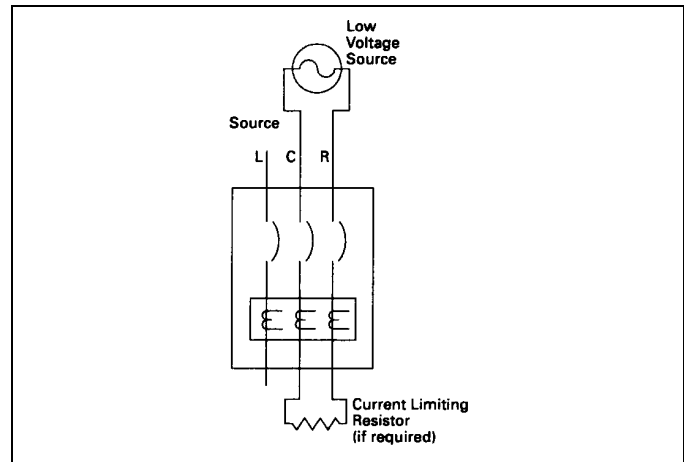 Low
Voltage
Source
Source
L C R
Current Limiting
Resistor
(if required)